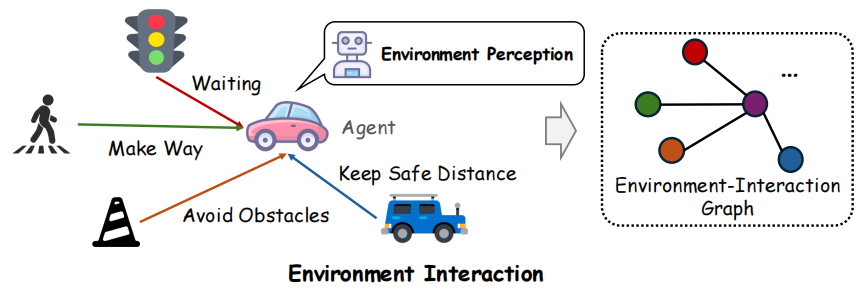 Environment Perception
Waiting
Agent
Make Way
Keep Safe Distance
Avoid Obstacles
...
Environment-Interaction
Graph
Environment Interaction